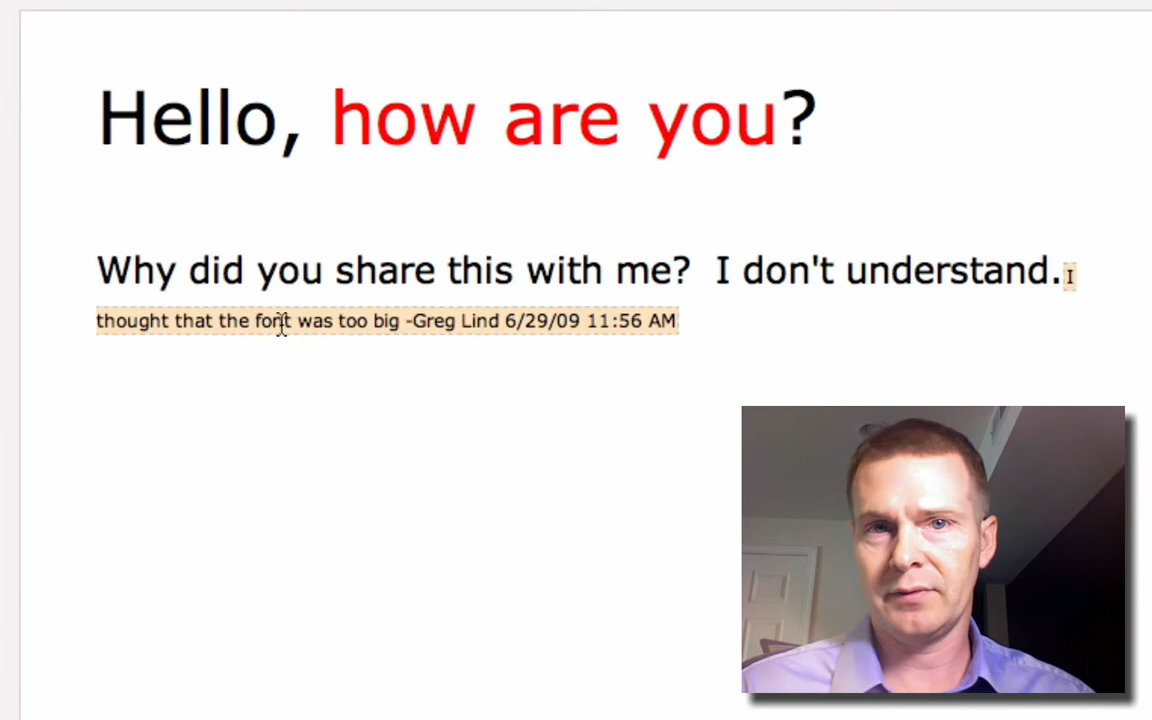 Hello, how are you?
Why did you share this with me?  I don't understand. I
thought that the font was too big -Greg Lind 6/29/09 11:56 AM